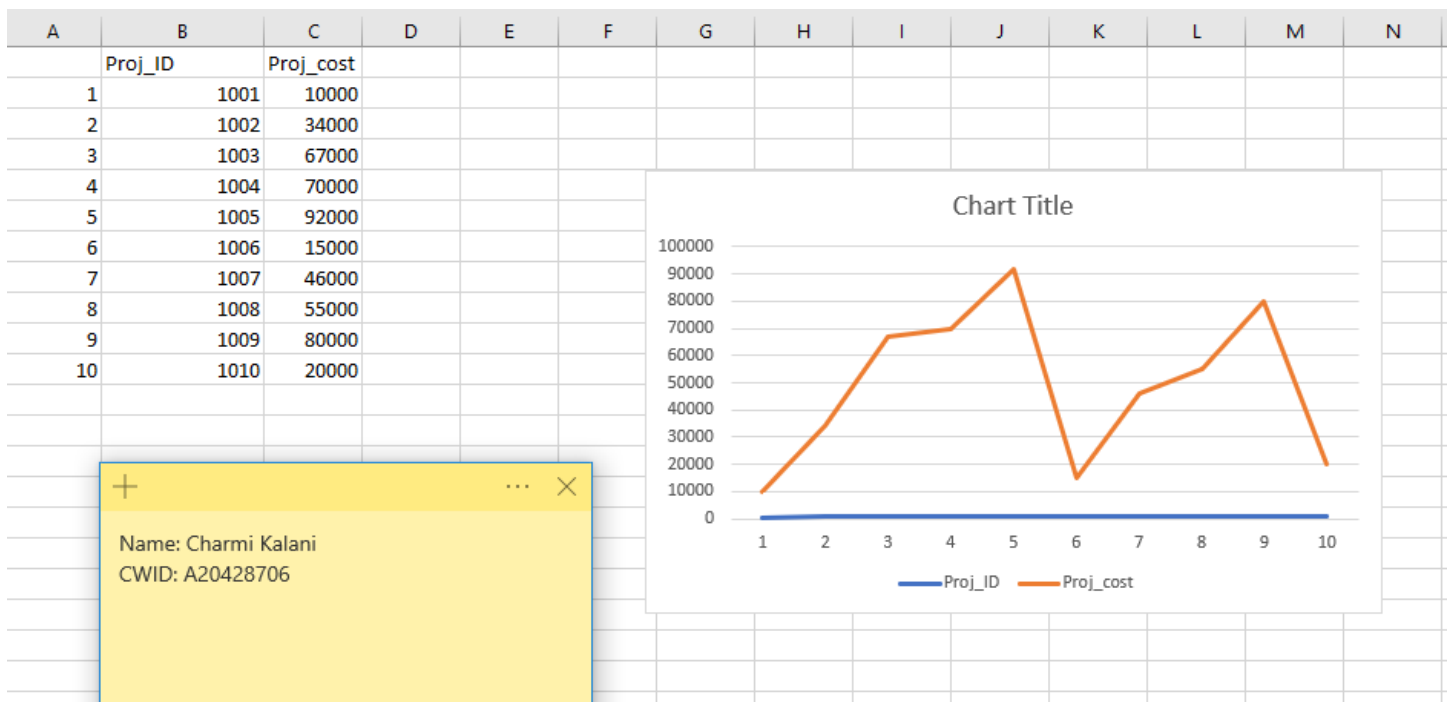 A B C D E F G H I J K L M N
Proj_ID Proj_cost
1 1001 10000
2 1002 34000
3 1003 67000
4 1004 70000
5 1005 92000
6 1006 15000
7 1007 46000
8 1008 55000
9 1009 80000
10 1010 20000
Chart Title
100000
90000
80000
70000
60000
50000
40000
30000
20000
10000
0
1 2 3 4 5 6 7 8 9 10
Proj_ID Proj_cost
Name: Charmi Kalani
CWID: A20428706